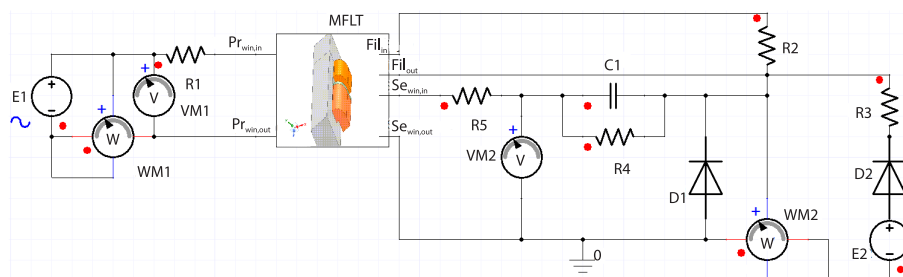 MFLT
Pr win,in
Fil in
R2
Fil out
C1
E1
R1
V
VM1
Se win,in
R3
R5
W
Pr win,out
Se win,out
WM1
VM2
V
R4
D1
D2
WM2
W
E2
0